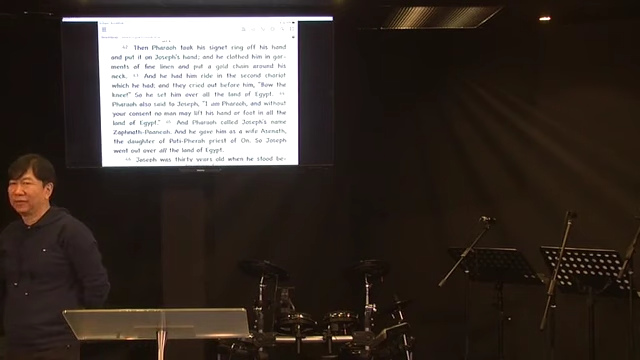 42 Then Pharaoh took his signet ring off his hand
and put it on Joseph's hand; and he clothed him in gar-
ments of fine linen and put a gold chain around his
neck. 43 And he had him ride in the second chariot
which he had; and they cried out before him, "Bow the
knee!" So he set him over all the land of Egypt. 44
Pharaoh also said to Joseph, "I am Pharaoh, and without
your consent no man may lift his hand or foot in all the
land of Egypt." 45 And Pharaoh called Joseph's name
Zaphnath-Paaneah. And he gave him as a wife Asenath,
the daughter of Poti-Pherah priest of On. So Joseph
went out over all the land of Egypt.
46 Joseph was thirty years old when he stood be-